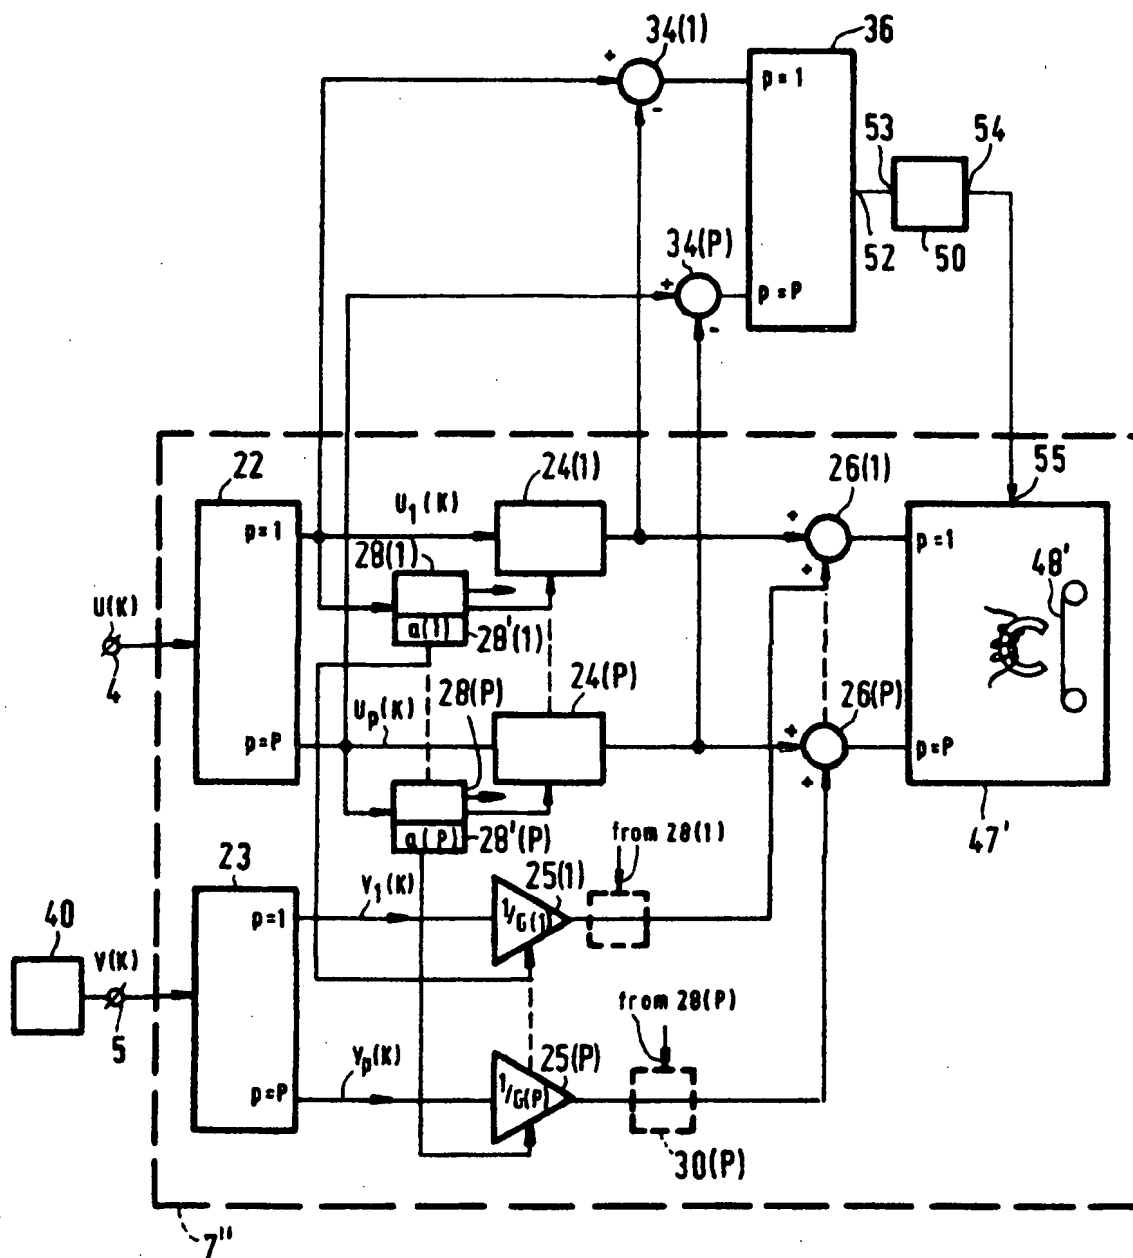 34(1)
36
+
p = 1
-
53
54
34(P)
+
p = P
52
50
-
22
24(1)
26(1)
55
U₁(K)
+
p=1
p=1
28(1)
+
48'
U(K)
a(1)
28'(1)
4
28(P)
24(P)
26(P)
Uₚ(K)
+
p=P
p=P
+
a(P)
28'(P)
from 28(1)
47'
23
V₁(K)
25(1)
p=1
1/G(1)
40
V(K)
from 28(P)
5
Vₚ(K)
25(P)
p=P
1/G(P)
30(P)
7"